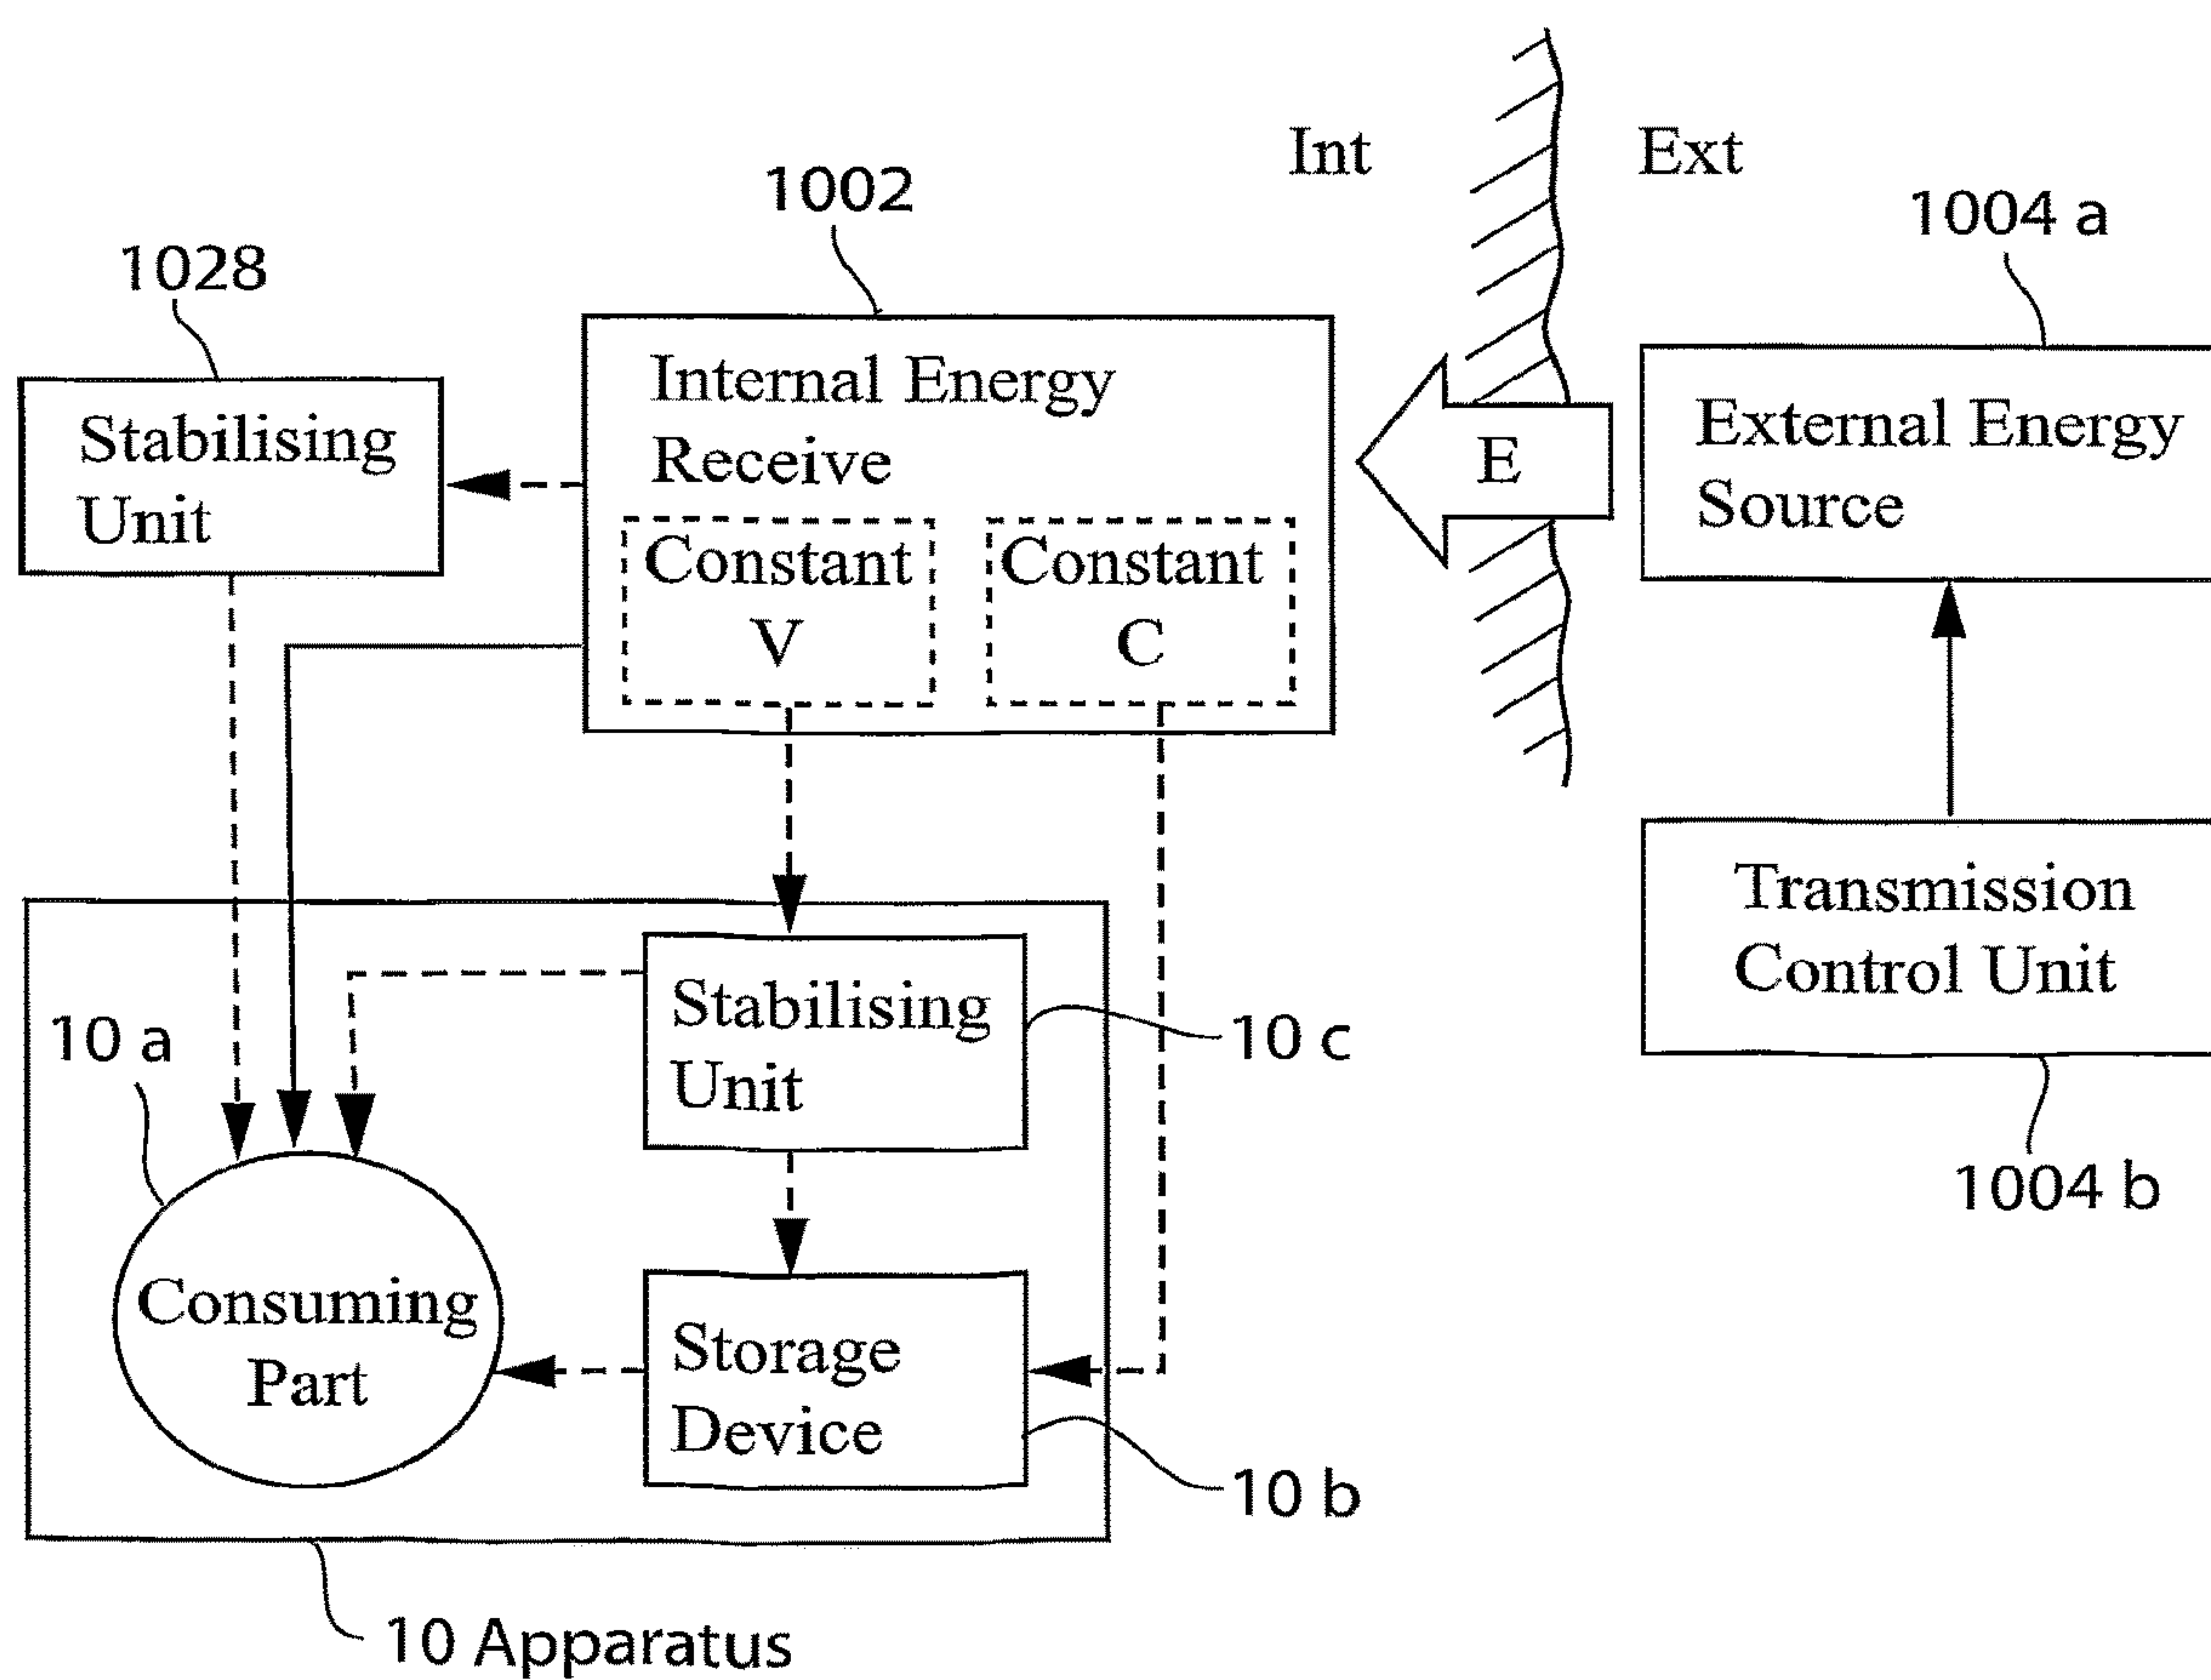 Int
Ext
1002
1004 a
1028
Internal Energy
Receive
Stabilising
Unit
Constant
V
Constant
C
E
External Energy
Source
Transmission
Control Unit
1004 b
10 a
Stabilising
Unit
10 c
Consuming
Part
Storage
Device
10 b
10 Apparatus